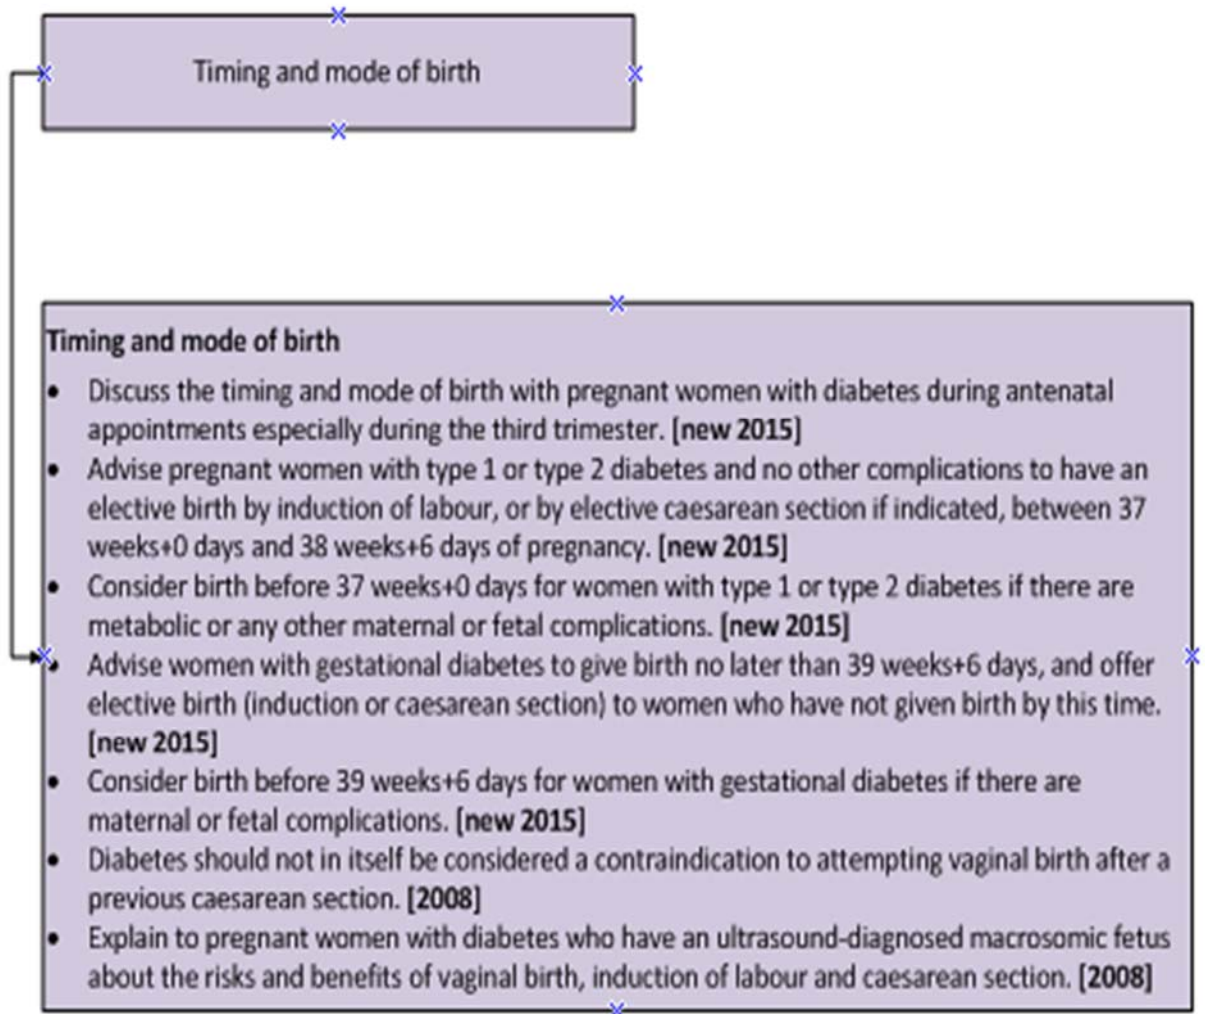 Timing and mode of birth
Timing and mode of birth
• Discuss the timing and mode of birth with pregnant women with diabetes during antenatal
appointments especially during the third trimester. [new 2015]
• Advise pregnant women with type 1 or type 2 diabetes and no other complications to have an
elective birth by induction of labour, or by elective caesarean section if indicated, between 37
weeks+0 days and 38 weeks+6 days of pregnancy. [new 2015]
• Consider birth before 37 weeks+0 days for women with type 1 or type 2 diabetes if there are
metabolic or any other maternal or fetal complications. [new 2015]
• Advise women with gestational diabetes to give birth no later than 39 weeks+6 days, and offer
elective birth (induction or caesarean section) to women who have not given birth by this time.
[new 2015]
• Consider birth before 39 weeks+6 days for women with gestational diabetes if there are
maternal or fetal complications. [new 2015]
• Diabetes should not in itself be considered a contraindication to attempting vaginal birth after a
previous caesarean section. [2008]
• Explain to pregnant women with diabetes who have an ultrasound-diagnosed macrosomic fetus
about the risks and benefits of vaginal birth, induction of labour and caesarean section. [2008]